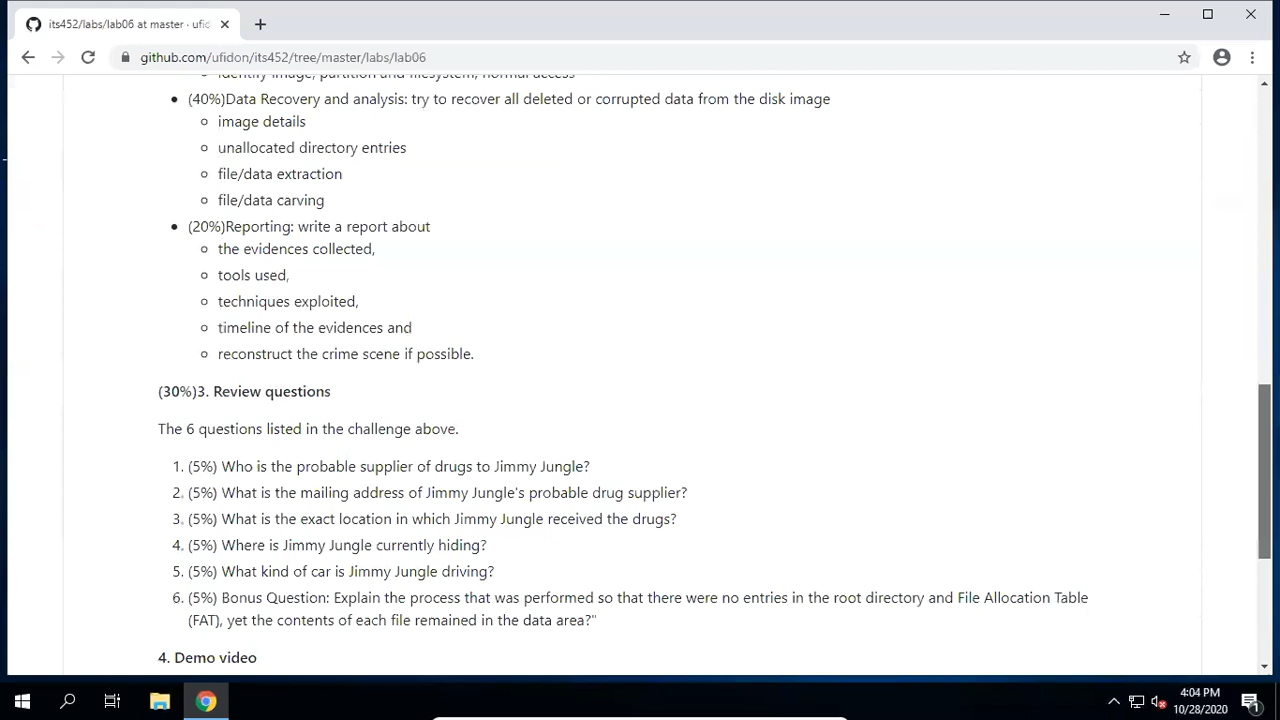 its452/labs/lab06 at master · ufid
github.com/ufidon/its452/tree/master/labs/lab06
identify image, partition and filesystem, normal access
(40%)Data Recovery and analysis: try to recover all deleted or corrupted data from the disk image
image details
unallocated directory entries
file/data extraction
file/data carving
(20%)Reporting: write a report about
the evidences collected,
tools used,
techniques exploited,
timeline of the evidences and
reconstruct the crime scene if possible.
(30%)3. Review questions
The 6 questions listed in the challenge above.
1. (5%) Who is the probable supplier of drugs to Jimmy Jungle?
2. (5%) What is the mailing address of Jimmy Jungle's probable drug supplier?
3. (5%) What is the exact location in which Jimmy Jungle received the drugs?
4. (5%) Where is Jimmy Jungle currently hiding?
5. (5%) What kind of car is Jimmy Jungle driving?
6. (5%) Bonus Question: Explain the process that was performed so that there were no entries in the root directory and File Allocation Table
(FAT), yet the contents of each file remained in the data area?"
4. Demo video
4:04 PM
10/28/2020
1